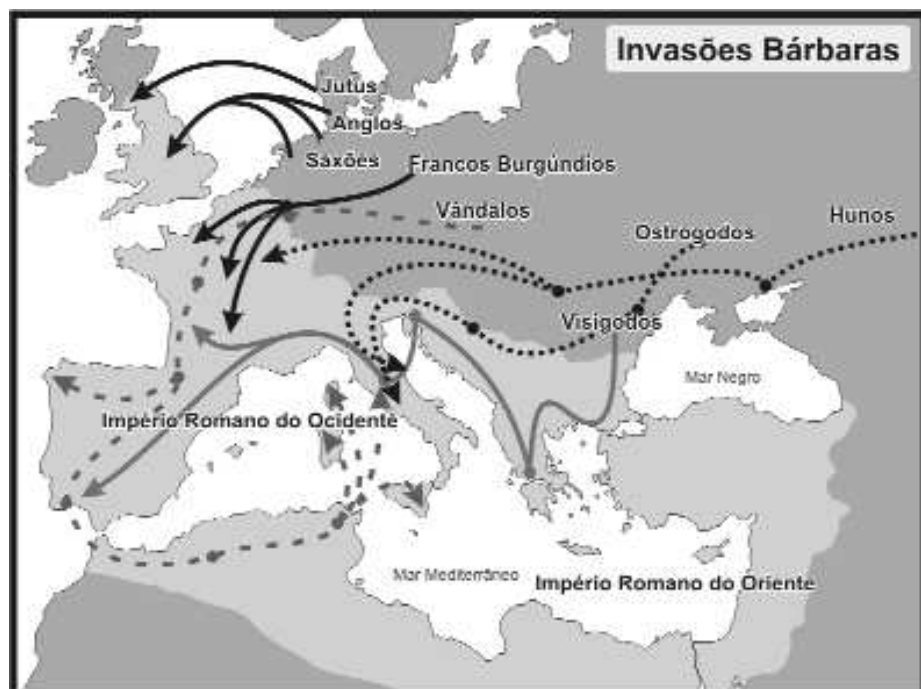 Invasões Bárbaras
Jutus
Anglos
Saxões
Francos Burgúndios
Vândalos
Ostrogodos
Hunos
Visigodos
Mar Negro
Império Romano do Ocidente
Mar Mediterrâneo
Império Romano do Oriente